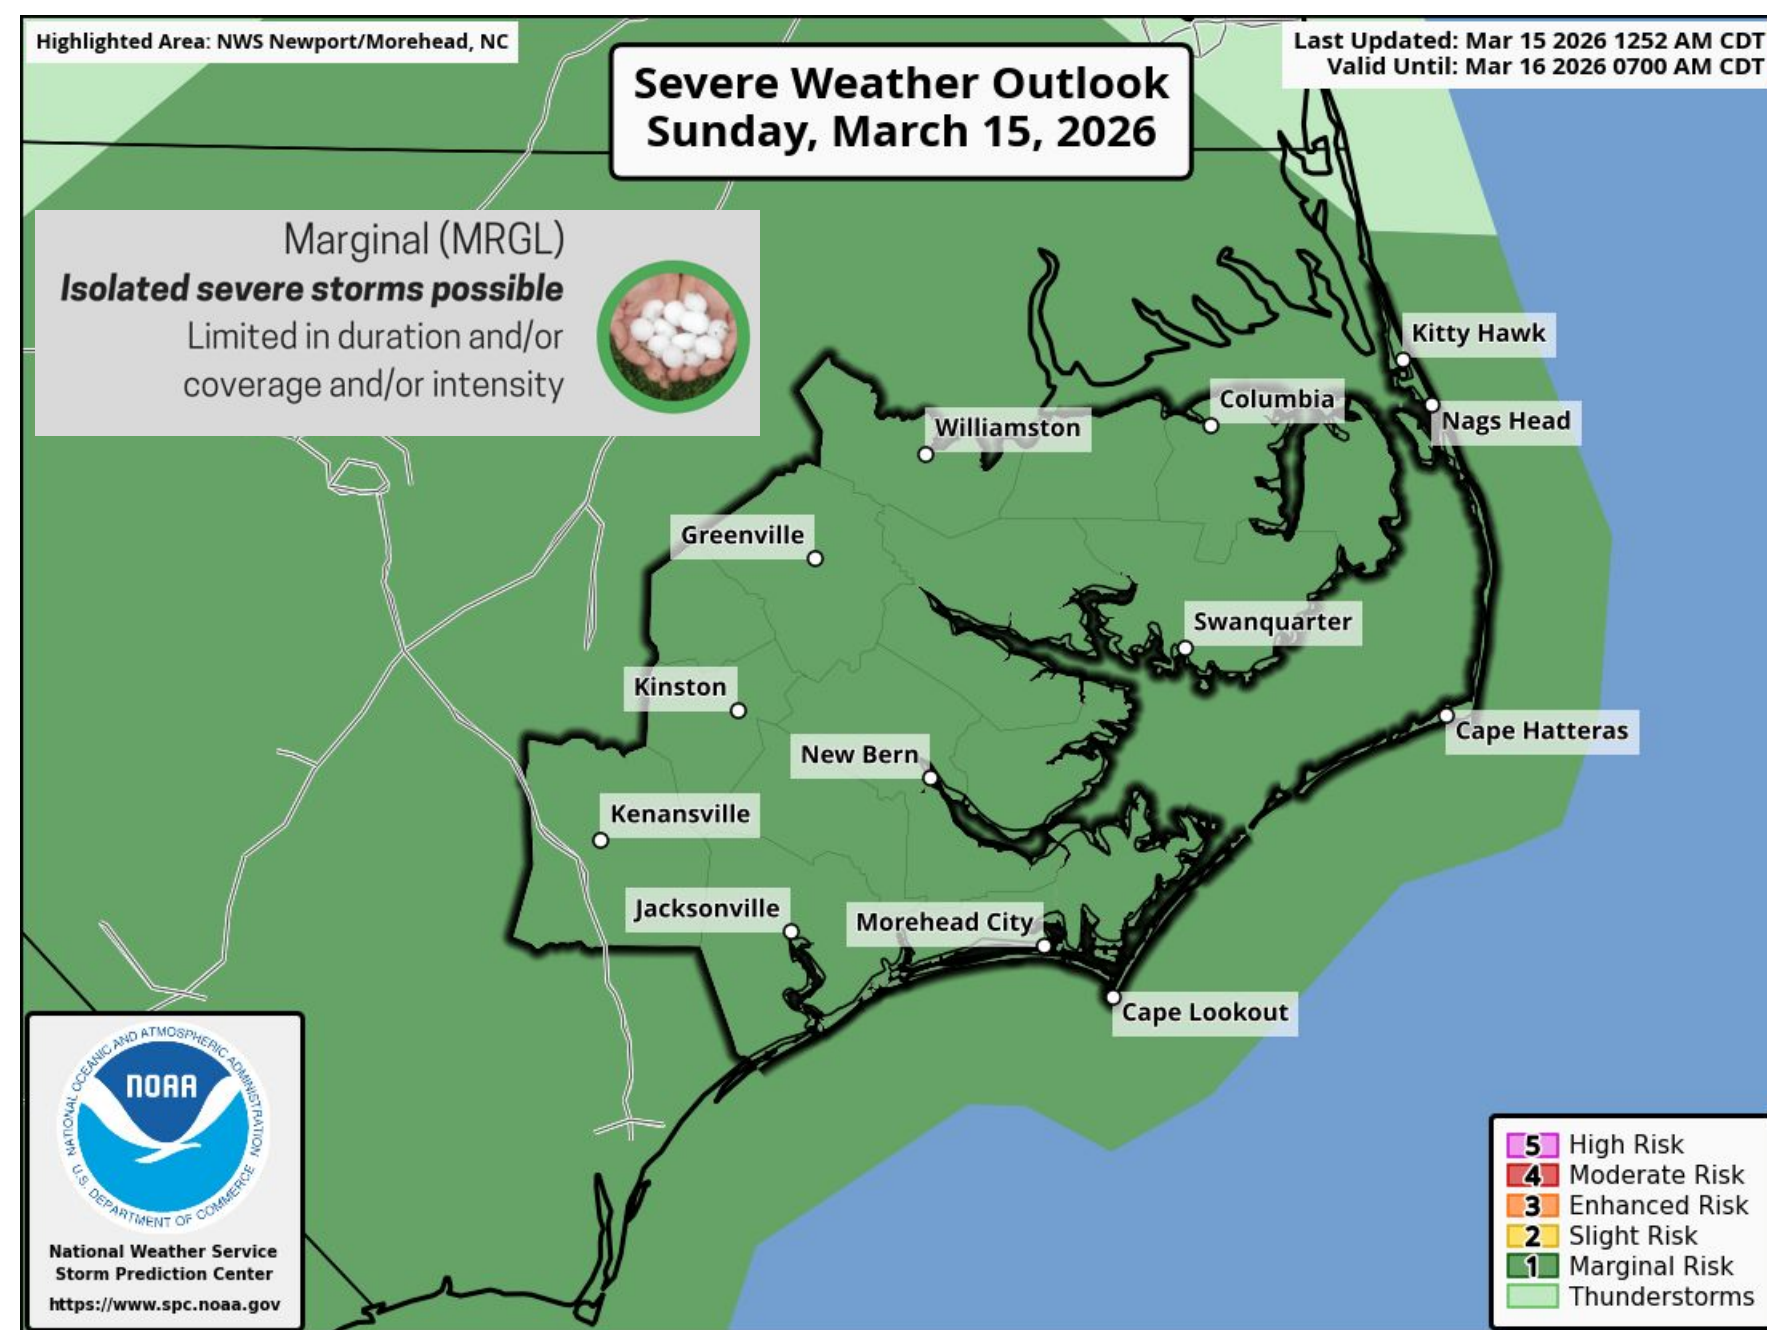 Highlighted Area: NWS Newport/Morehead, NC
Last Updated: Mar 15 2026 1252 AM CDT
Valid Until: Mar 16 2026 0700 AM CDT
Severe Weather Outlook
Sunday, March 15, 2026
Marginal (MRGL)
Isolated severe storms possible
Limited in duration and/or
coverage and/or intensity
Kitty Hawk
Columbia
Nags Head
Williamston
Greenville
Swanquarter
Kinston
Cape Hatteras
New Bern
Kenansville
Jacksonville
Morehead City
Cape Lookout
NATIONAL OCEANIC AND ATMOSPHERIC ADMINISTRATION
NOAA
U.S. DEPARTMENT OF COMMERCE
National Weather Service
Storm Prediction Center
https://www.spc.noaa.gov
5 High Risk
4 Moderate Risk
3 Enhanced Risk
2 Slight Risk
1 Marginal Risk
Thunderstorms